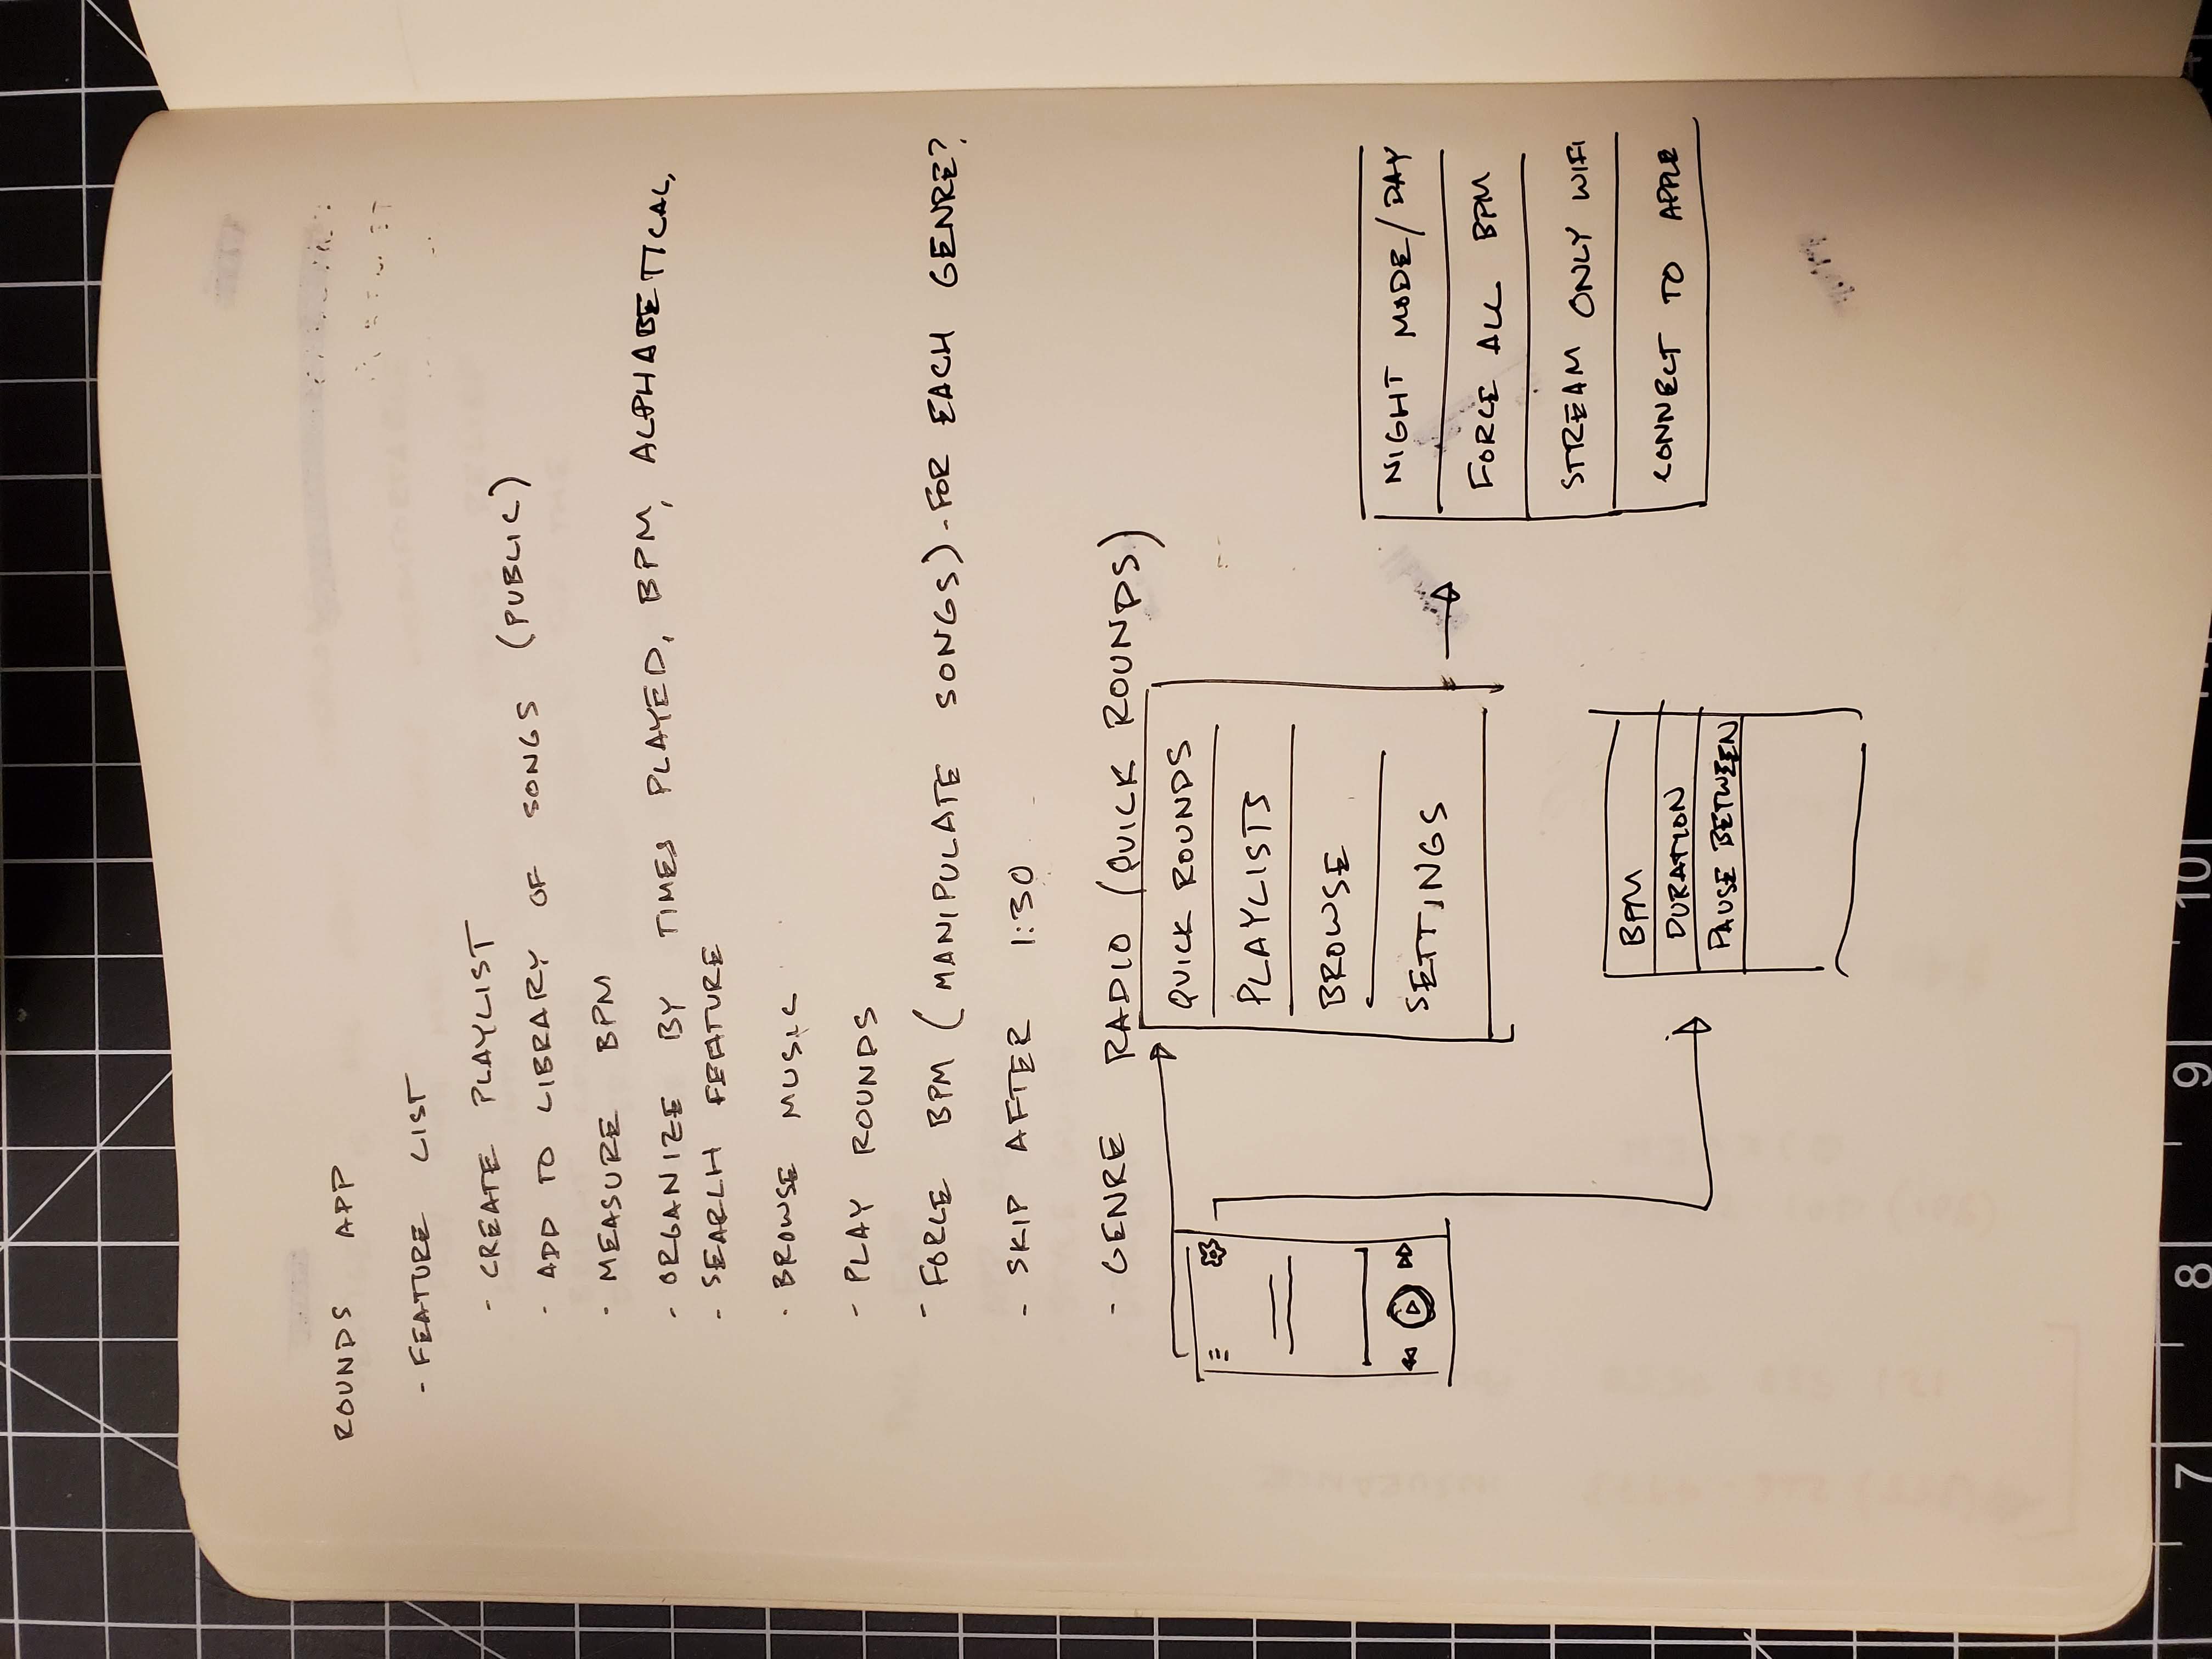 ROUNDS APP
- FEATURE LIST
- CREATE PLAYLIST
- ADD TO LIBRARY OF SONGS (PUBLIC)
- MEASURE BPM
- ORGANIZE BY TIMES PLAYED, BPM, ALPHABETICAL,
- SEARCH FEATURE
- BROWSE MUSIC
- PLAY ROUNDS
- FORCE BPM (MANIPULATE SONGS) - FOR EACH GENRE?
- SKIP AFTER 1:30
- GENRE RADIO (QUICK ROUNDS)
QUICK ROUNDS
PLAYLISTS
BROWSE
SETTINGS
NIGHT MODE/DAY
FORCE ALL BPM
STREAM ONLY WIFI
CONNECT TO APPLE
BPM
DURATION
PAUSE BETWEEN
7 8 9 10